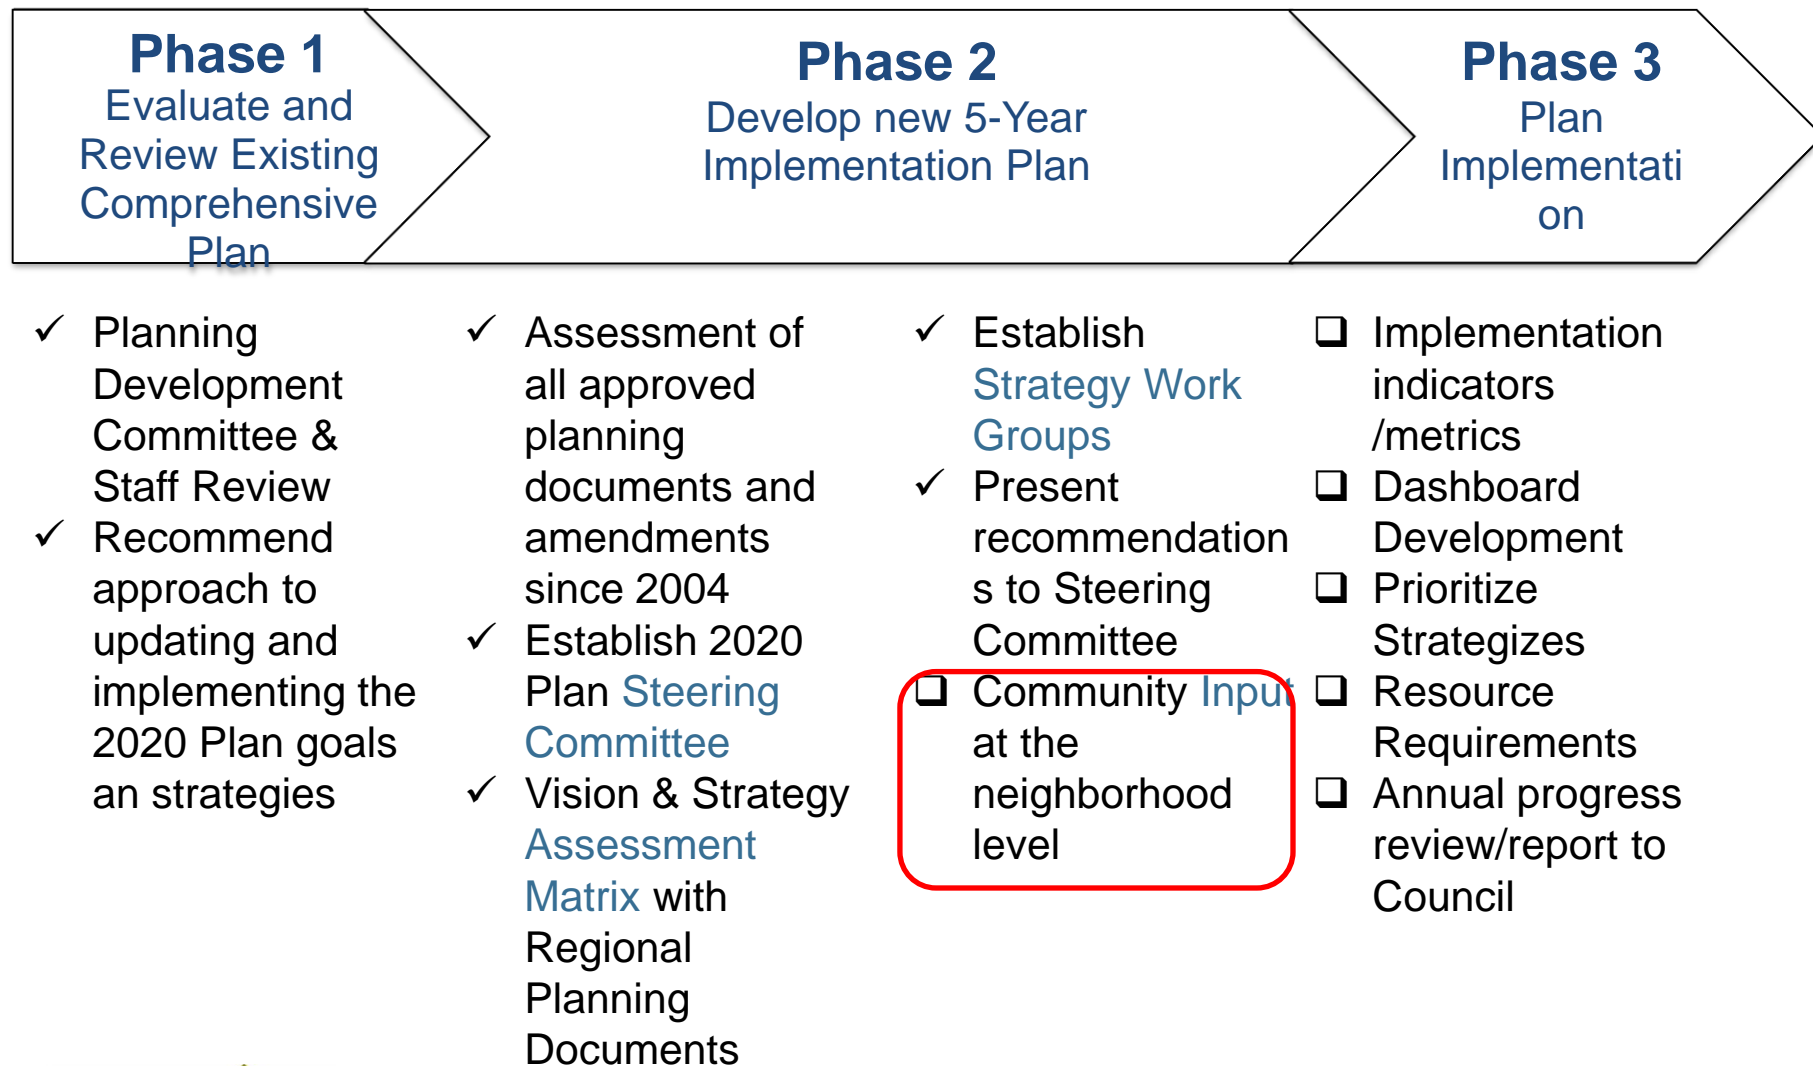 Phase 1
Evaluate and
Review Existing
Comprehensive
Plan
Phase 2
Develop new 5-Year
Implementation Plan
Phase 3
Plan
Implementati
on
✓ Planning
Development
Committee &
Staff Review
✓ Recommend
approach to
updating and
implementing the
2020 Plan goals
an strategies
✓ Assessment of
all approved
planning
documents and
amendments
since 2004
✓ Establish 2020
Plan Steering
Committee
✓ Vision & Strategy
Assessment
Matrix with
Regional
Planning
Documents
✓ Establish
Strategy Work
Groups
✓ Present
recommendation
s to Steering
Committee
❑ Community Input
at the
neighborhood
level
❑ Implementation
indicators
/metrics
❑ Dashboard
Development
❑ Prioritize
Strategizes
❑ Resource
Requirements
❑ Annual progress
review/report to
Council